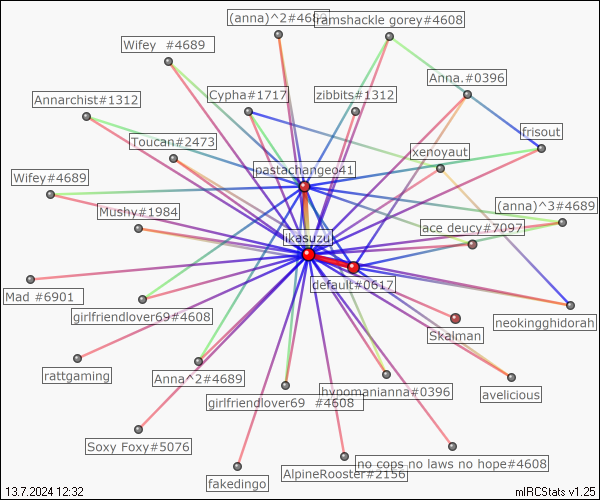 (anna)^2#4689
ramshackle gorey#4608
Wifey  #4689
Anna.#0396
Cypha#1717
zibbits#1312
Annarchist#1312
frisout
Toucan#2473
xenoyaut
pastachangeo41
Wifey#4689
(anna)^3#4689
Mushy#1984
ace deucy#7097
ikasuzu
default#0617
Mad #6901
girlfriendlover69#4608
neokingghidorah
Skalman
rattgaming
Anna^2#4689
hypomanianna#0396
avelicious
girlfriendlover69  #4608
Soxy Foxy#5076
no cops no laws no hope#4608
AlpineRooster#2156
fakedingo
13.7.2024 12:32
mIRCStats v1.25